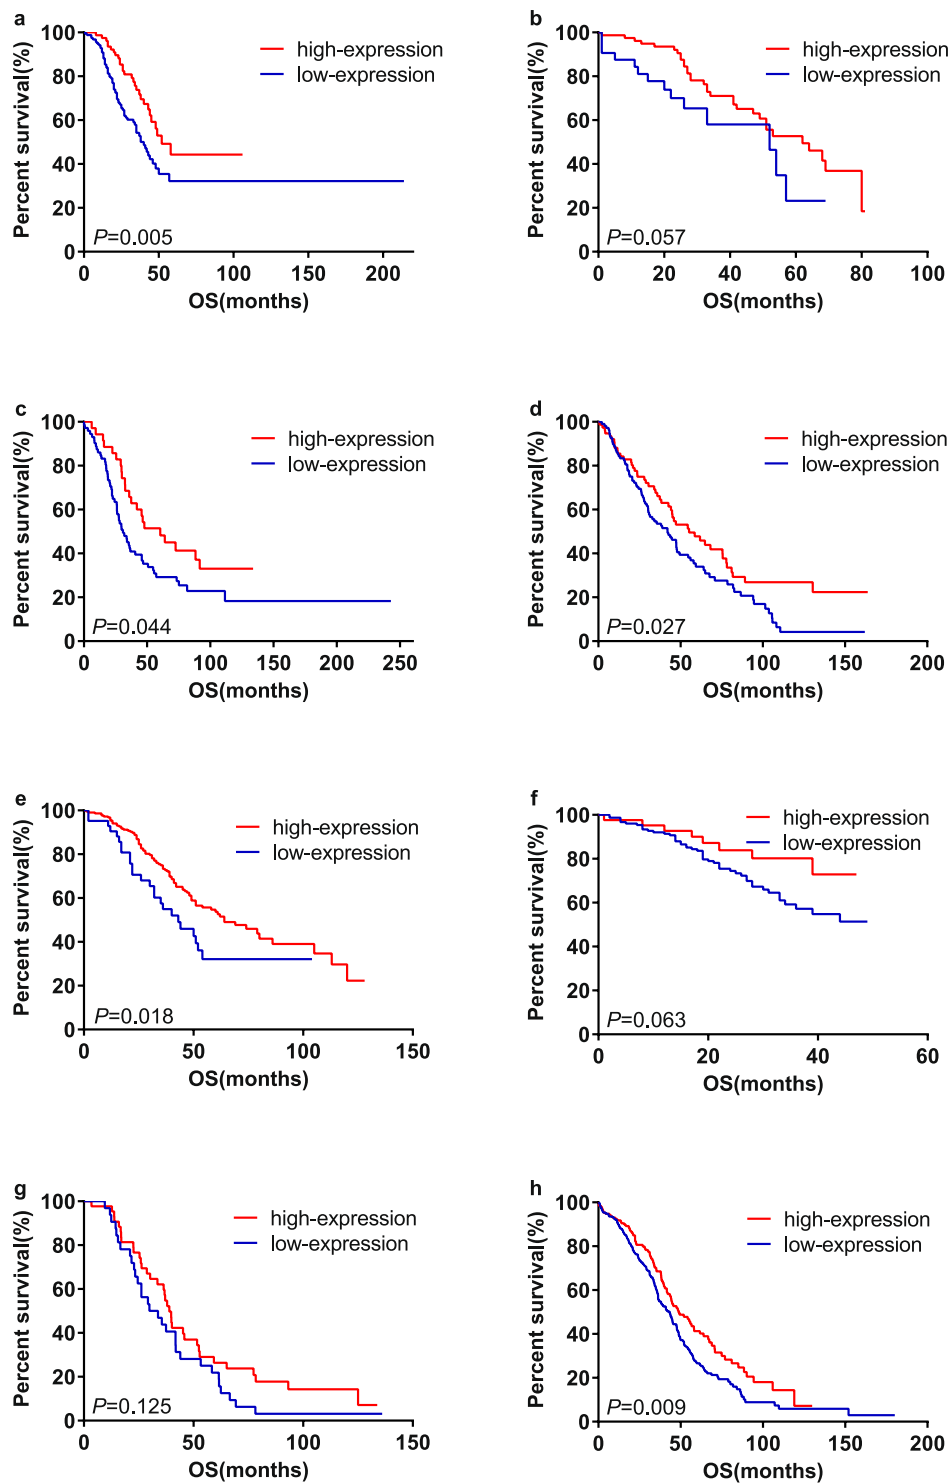 a
Percent survival(%)
100
80
60
40
20
0
high-expression
low-expression
P=0.005
0 50 100 150 200
OS(months)
b
Percent survival(%)
100
80
60
40
20
0
high-expression
low-expression
P=0.057
0 20 40 60 80 100
OS(months)
c
Percent survival(%)
100
80
60
40
20
0
high-expression
low-expression
P=0.044
0 50 100 150 200 250
OS(months)
d
Percent survival(%)
100
80
60
40
20
0
high-expression
low-expression
P=0.027
0 50 100 150 200
OS(months)
e
Percent survival(%)
100
80
60
40
20
0
high-expression
low-expression
P=0.018
0 50 100 150
OS(months)
f
Percent survival(%)
100
80
60
40
20
0
high-expression
low-expression
P=0.063
0 20 40 60
OS(months)
g
Percent survival(%)
100
80
60
40
20
0
high-expression
low-expression
P=0.125
0 50 100 150
OS(months)
h
Percent survival(%)
100
80
60
40
20
0
high-expression
low-expression
P=0.009
0 50 100 150 200
OS(months)